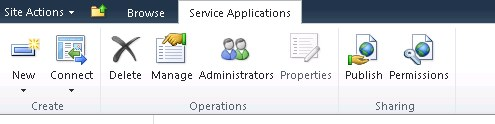 Site Actions Browse Service Applications
New Connect Delete Manage Administrators Properties Publish Permissions
Create Operations Sharing